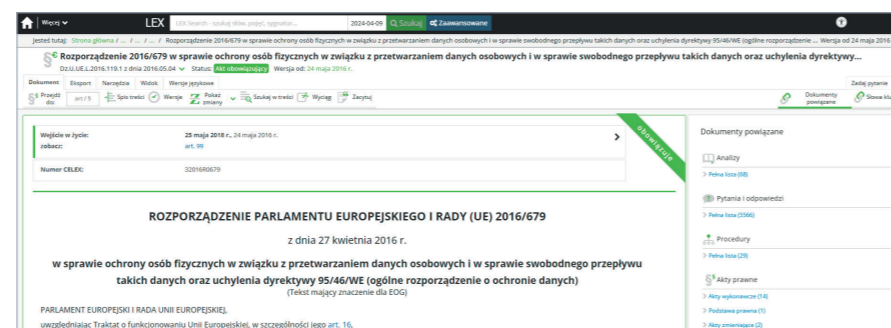 Więcej
LEX
LEX Search - szukaj słów, pojęć, sygnatur...
2024-04-09
Szukaj
Zaawansowane
Jesteś tutaj: Strona główna / ... / ... / ... / Rozporządzenie 2016/679 w sprawie ochrony osób fizycznych w związku z przetwarzaniem danych osobowych i w sprawie swobodnego przepływu takich danych oraz uchylenia dyrektywy 95/46/WE (ogólne rozporządzenie ... Wersja od 24 maja 2016
Rozporządzenie 2016/679 w sprawie ochrony osób fizycznych w związku z przetwarzaniem danych osobowych i w sprawie swobodnego przepływu takich danych oraz uchylenia dyrektywy...
Dz.U.UE.L.2016.119.1 z dnia 2016.05.04 Status: Akt obowiązujący Wersja od: 24 maja 2016 r.
Dokument Eksport Narzędzia Widok Wersje językowe
Zadaj pytanie
Przejdź do: art / § Spis treści Wersje Pokaż zmiany Szukaj w treści Wyciąg Zacytuj
Dokumenty powiązane
Słowa klu
Wejście w życie: 25 maja 2018 r., 24 maja 2016 r.
zobacz: art. 99
obowiązuje
Numer CELEX: 32016R0679
ROZPORZĄDZENIE PARLAMENTU EUROPEJSKIEGO I RADY (UE) 2016/679
z dnia 27 kwietnia 2016 r.
w sprawie ochrony osób fizycznych w związku z przetwarzaniem danych osobowych i w sprawie swobodnego przepływu
takich danych oraz uchylenia dyrektywy 95/46/WE (ogólne rozporządzenie o ochronie danych)
(Tekst mający znaczenie dla EOG)
PARLAMENT EUROPEJSKI I RADA UNII EUROPEJSKIEJ,
uwzględniając Traktat o funkcjonowaniu Unii Europejskiej, w szczególności jego art. 16,
Dokumenty powiązane
Analizy
> Pełna lista (68)
Pytania i odpowiedzi
> Pełna lista (5566)
Procedury
> Pełna lista (29)
Akty prawne
> Akty wykonawcze (14)
> Podstawa prawna (1)
> Akty zmieniające (2)